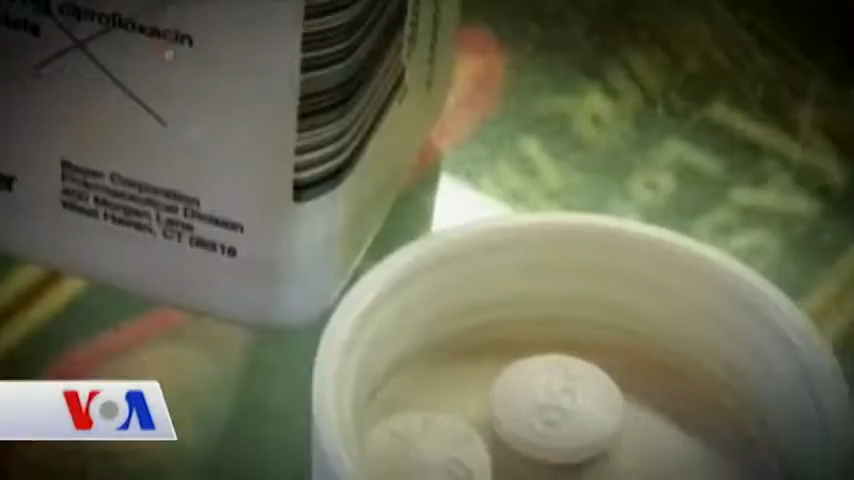 ciprofloxacin
Bayer Corporation
Pharmaceutical Division
400 Morgan Lane
West Haven, CT 06516
VOA